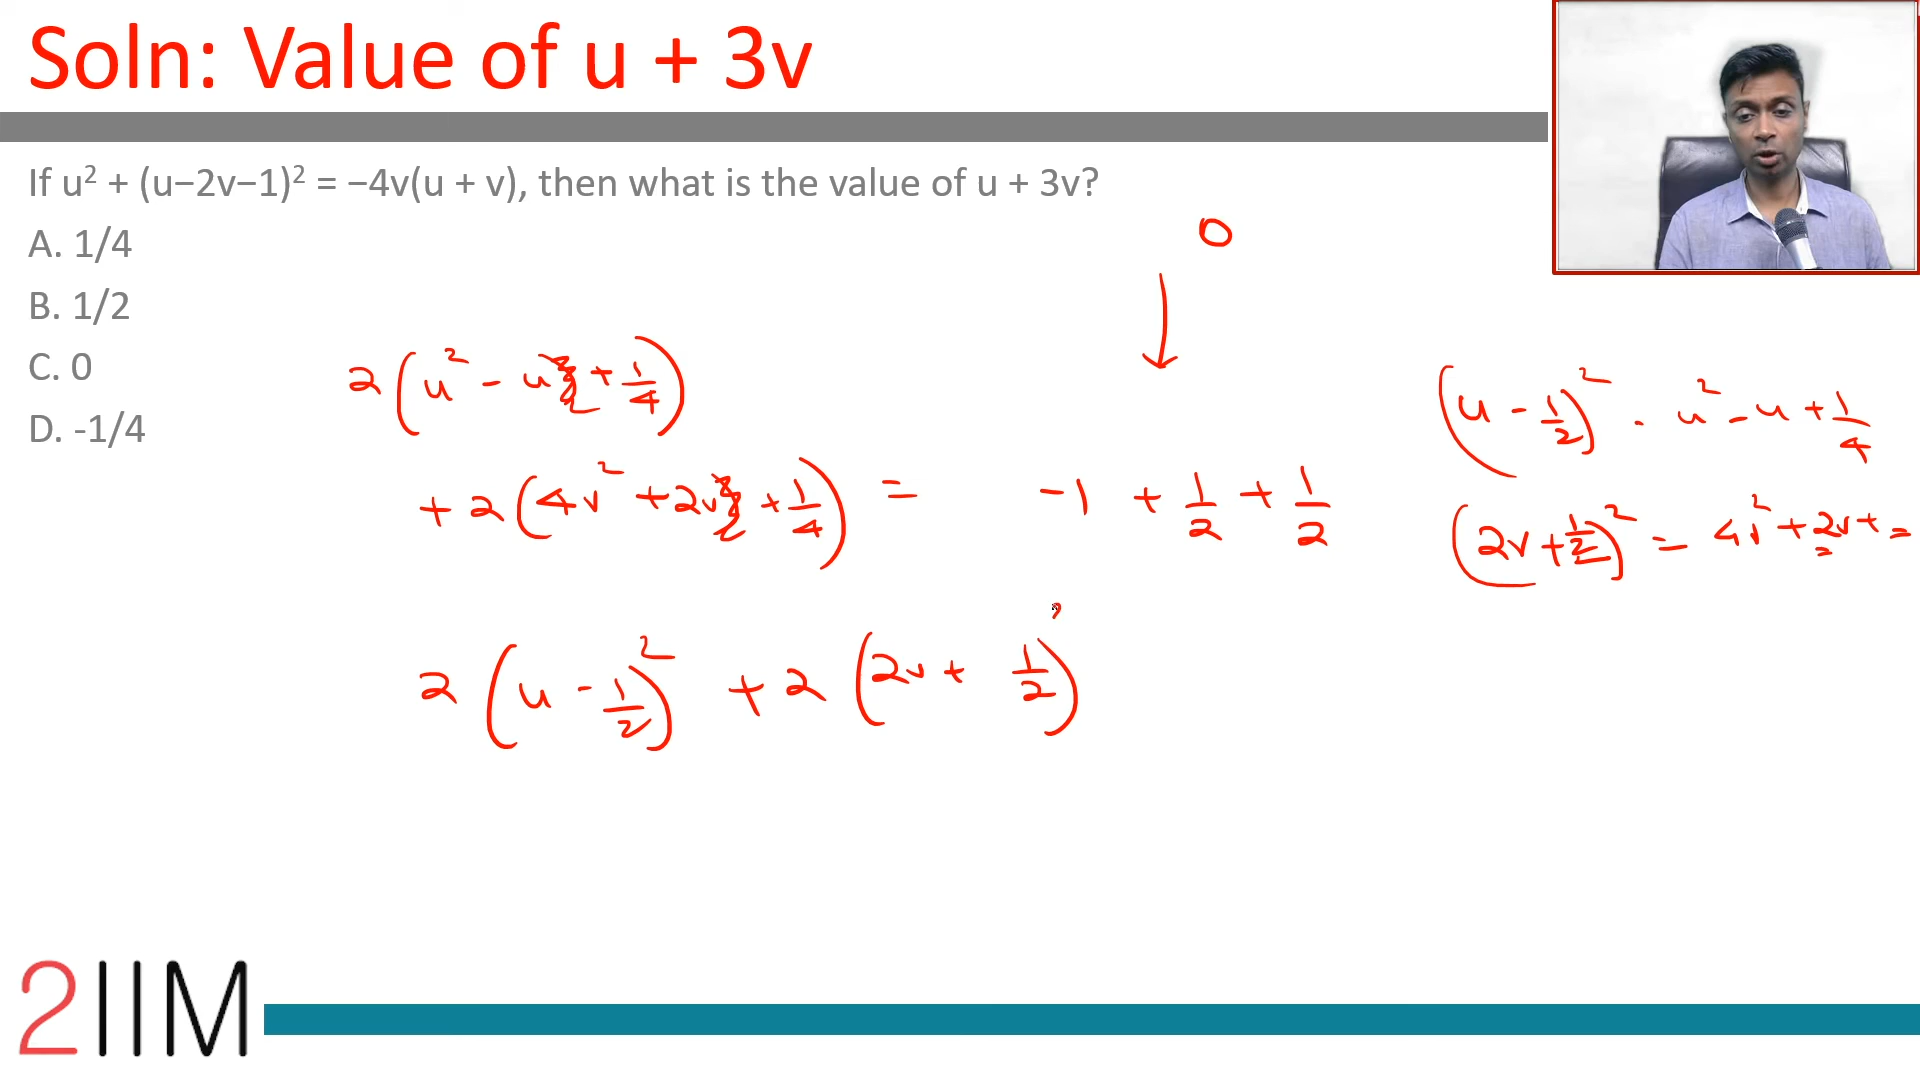 Soln: Value of u + 3v
If u² + (u−2v−1)² = −4v(u + v), then what is the value of u + 3v?
A. 1/4
B. 1/2
C. 0
D. -1/4
0
2(u² - u + 1/4)
+ 2(4v² + 2v + 1/4) = -1 + 1/2 + 1/2
(u - 1/2)² - u² - u + 1/4
(2v + 1/2)² = 4v² + 2v + =
2(u - 1/2)² + 2(2v + 1/2)
2IIM